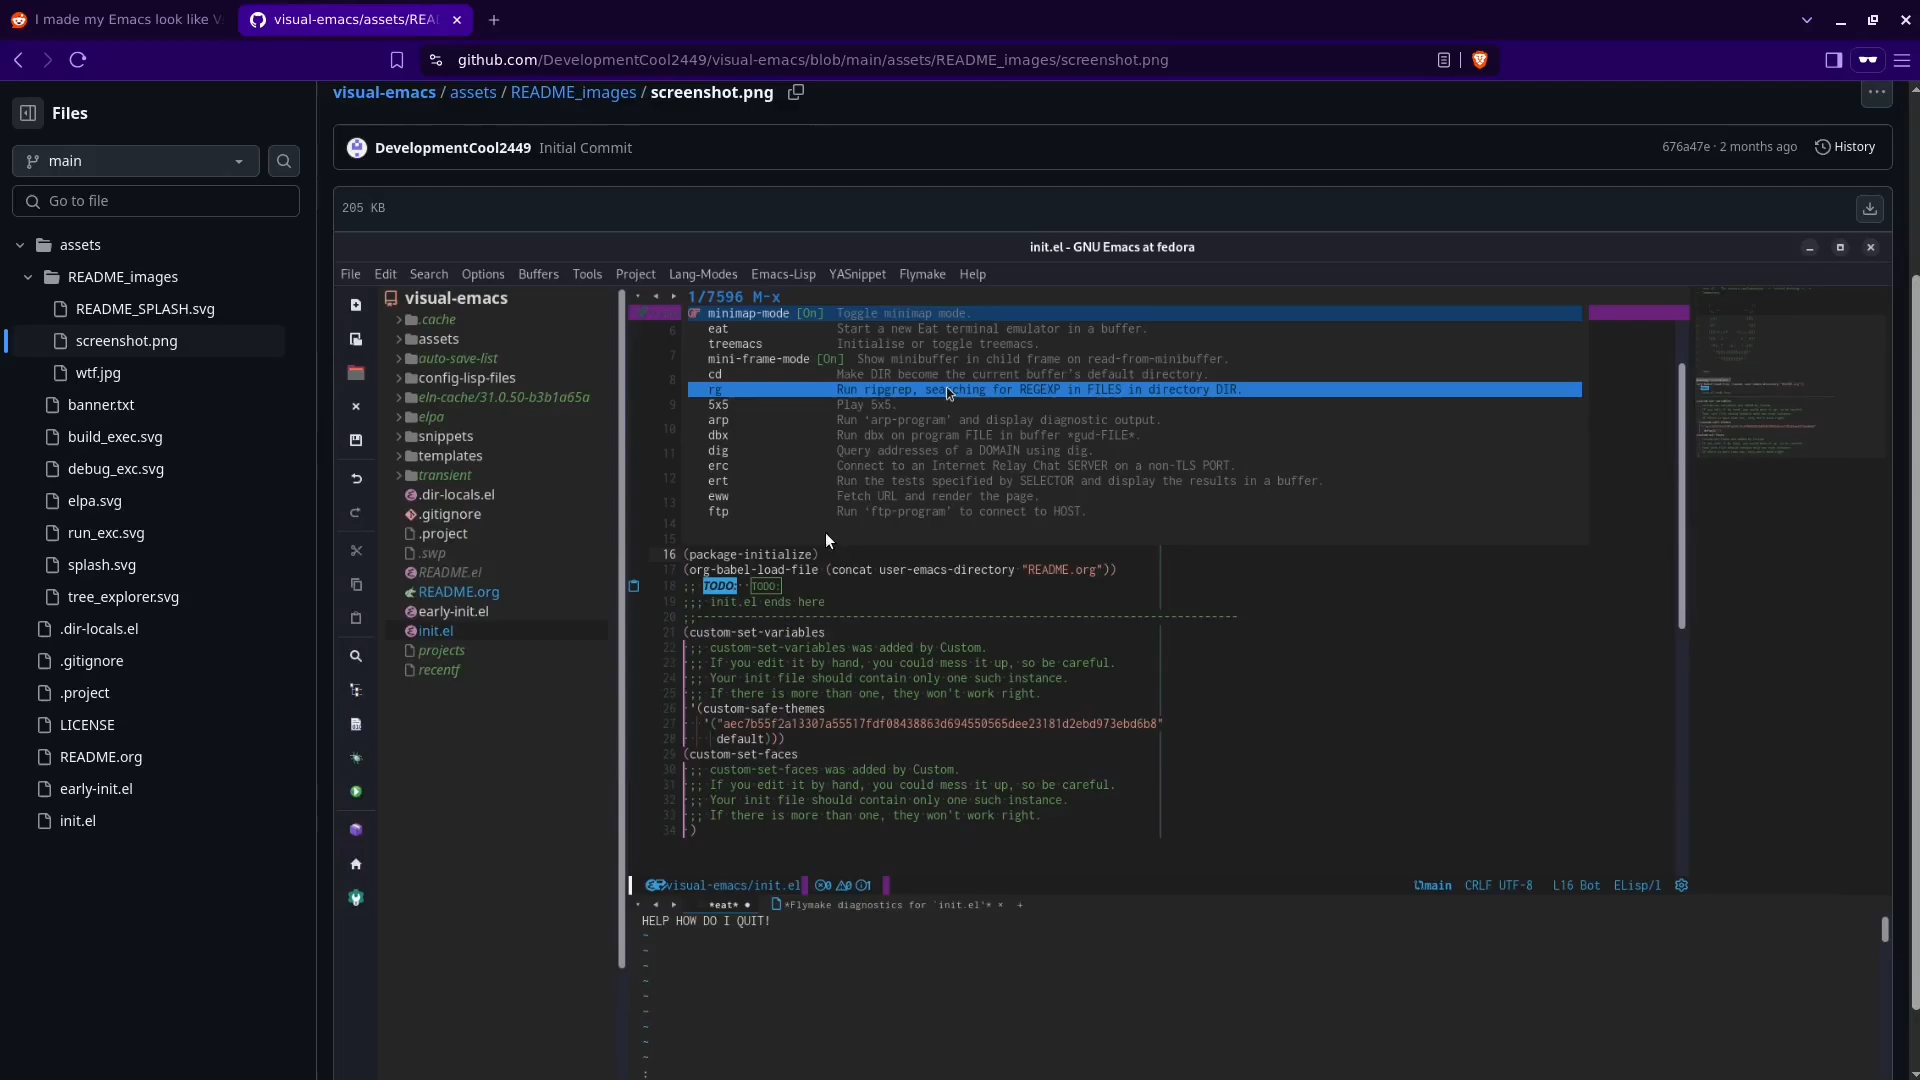 I made my Emacs look like V
visual-emacs/assets/REA
github.com/DevelopmentCool2449/visual-emacs/blob/main/assets/README_images/screenshot.png
Files
main
Go to file
assets
README_images
README_SPLASH.svg
screenshot.png
wtf.jpg
banner.txt
build_exec.svg
debug_exc.svg
elpa.svg
run_exc.svg
splash.svg
tree_explorer.svg
.dir-locals.el
.gitignore
.project
LICENSE
README.org
early-init.el
init.el
visual-emacs / assets / README_images / screenshot.png
DevelopmentCool2449 Initial Commit
676a47e · 2 months ago
History
205 KB
init.el - GNU Emacs at fedora
File Edit Search Options Buffers Tools Project Lang-Modes Emacs-Lisp YASnippet Flymake Help
visual-emacs
.cache
assets
auto-save-list
config-lisp-files
eln-cache/31.0.50-b3b1a65a
elpa
snippets
templates
transient
.dir-locals.el
.gitignore
.project
.swp
README.el
README.org
early-init.el
init.el
projects
recentf
1/7596 M-x
minimap-mode [On] Toggle minimap mode.
6 eat Start a new Eat terminal emulator in a buffer.
treemacs Initialise or toggle treemacs.
7 mini-frame-mode [On] Show minibuffer in child frame on read-from-minibuffer.
8 cd Make DIR become the current buffer's default directory.
rg Run ripgrep, searching for REGEXP in FILES in directory DIR.
9 5x5 Play 5x5.
arp Run ‘arp-program’ and display diagnostic output.
10 dbx Run dbx on program FILE in buffer *gud-FILE*.
11 dig Query addresses of a DOMAIN using dig.
erc Connect to an Internet Relay Chat SERVER on a non-TLS PORT.
12 ert Run the tests specified by SELECTOR and display the results in a buffer.
13 eww Fetch URL and render the page.
ftp Run ‘ftp-program’ to connect to HOST.
14
15
16 (package-initialize)
17 (org-babel-load-file (concat user-emacs-directory "README.org"))
18 ;; TODO: TODO:
19 ;;; init.el ends here
20 ;;--------------------------------------------------------------------------------
21 (custom-set-variables
22 ;; custom-set-variables was added by Custom.
23 ;; If you edit it by hand, you could mess it up, so be careful.
24 ;; Your init file should contain only one such instance.
25 ;; If there is more than one, they won't work right.
26 '(custom-safe-themes
27 '("aec7b55f2a13307a55517fdf08438863d694550565dee23181d2ebd973ebd6b8"
28 default)))
29 (custom-set-faces
30 ;; custom-set-faces was added by Custom.
31 ;; If you edit it by hand, you could mess it up, so be careful.
32 ;; Your init file should contain only one such instance.
33 ;; If there is more than one, they won't work right.
34 )
visual-emacs/init.el 0 0 1 main CRLF UTF-8 L16 Bot ELisp/l
*eat* *Flymake diagnostics for `init.el'* × +
HELP HOW DO I QUIT!
~
~
~
~
~
~
~
~
~
: